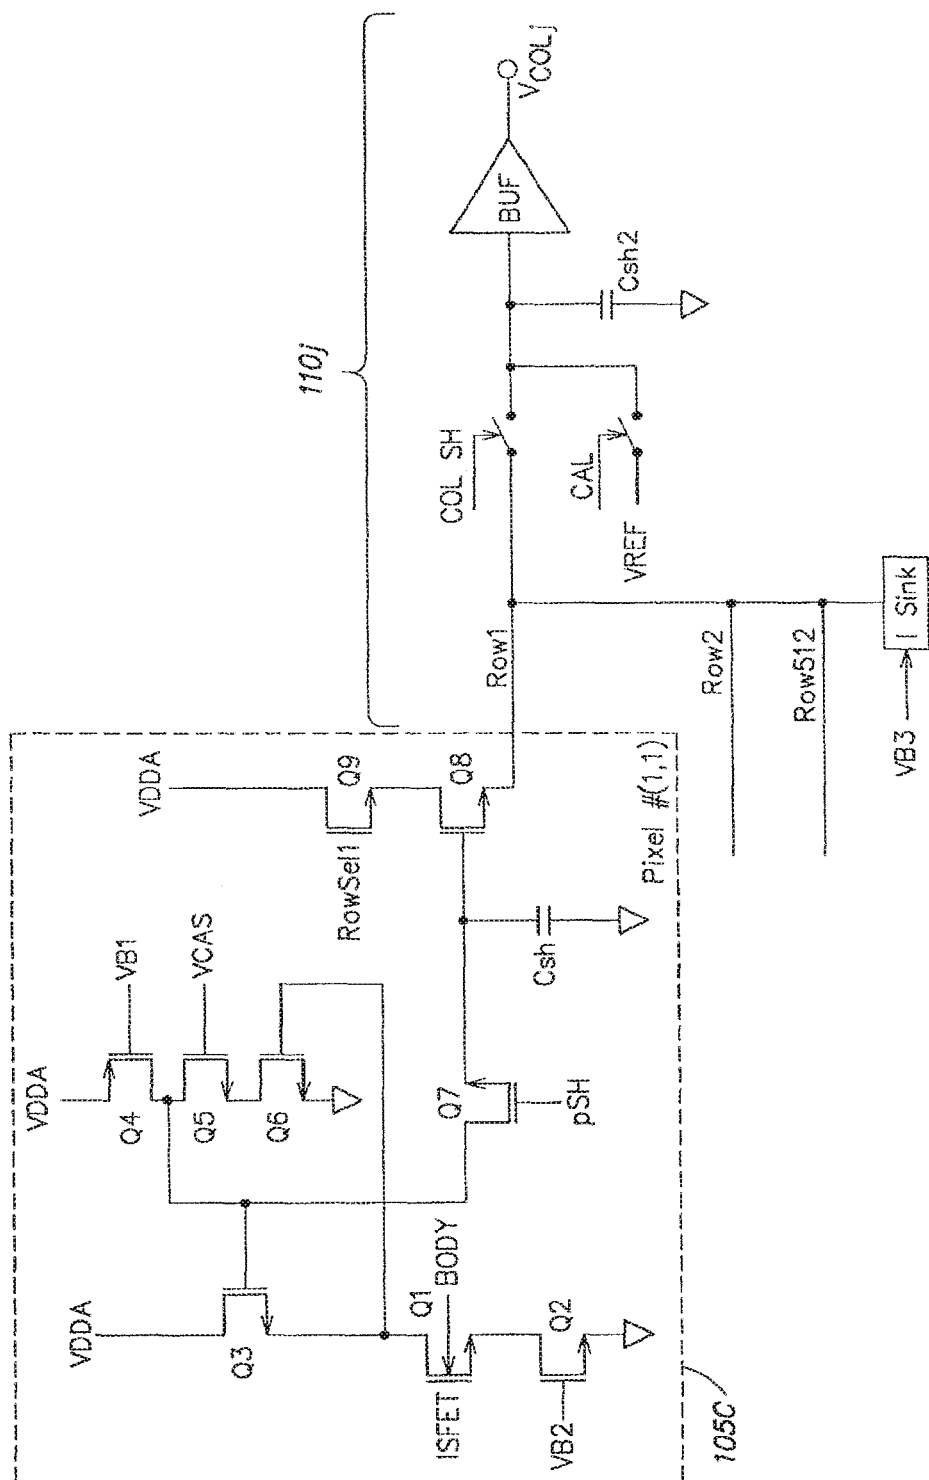 110j
VDDA
VB1
Q4
VCAS
Q5
Q6
VDDA
Q3
Q1
BODY
ISFET
VB2
Q2
Q7
pSH
Csh
VDDA
Q9
RowSel1
Q8
Pixel #(1,1)
105C
Row1
Row2
Row512
VB3
I Sink
COL SH
CAL
VREF
Csh2
BUF
VCOLj